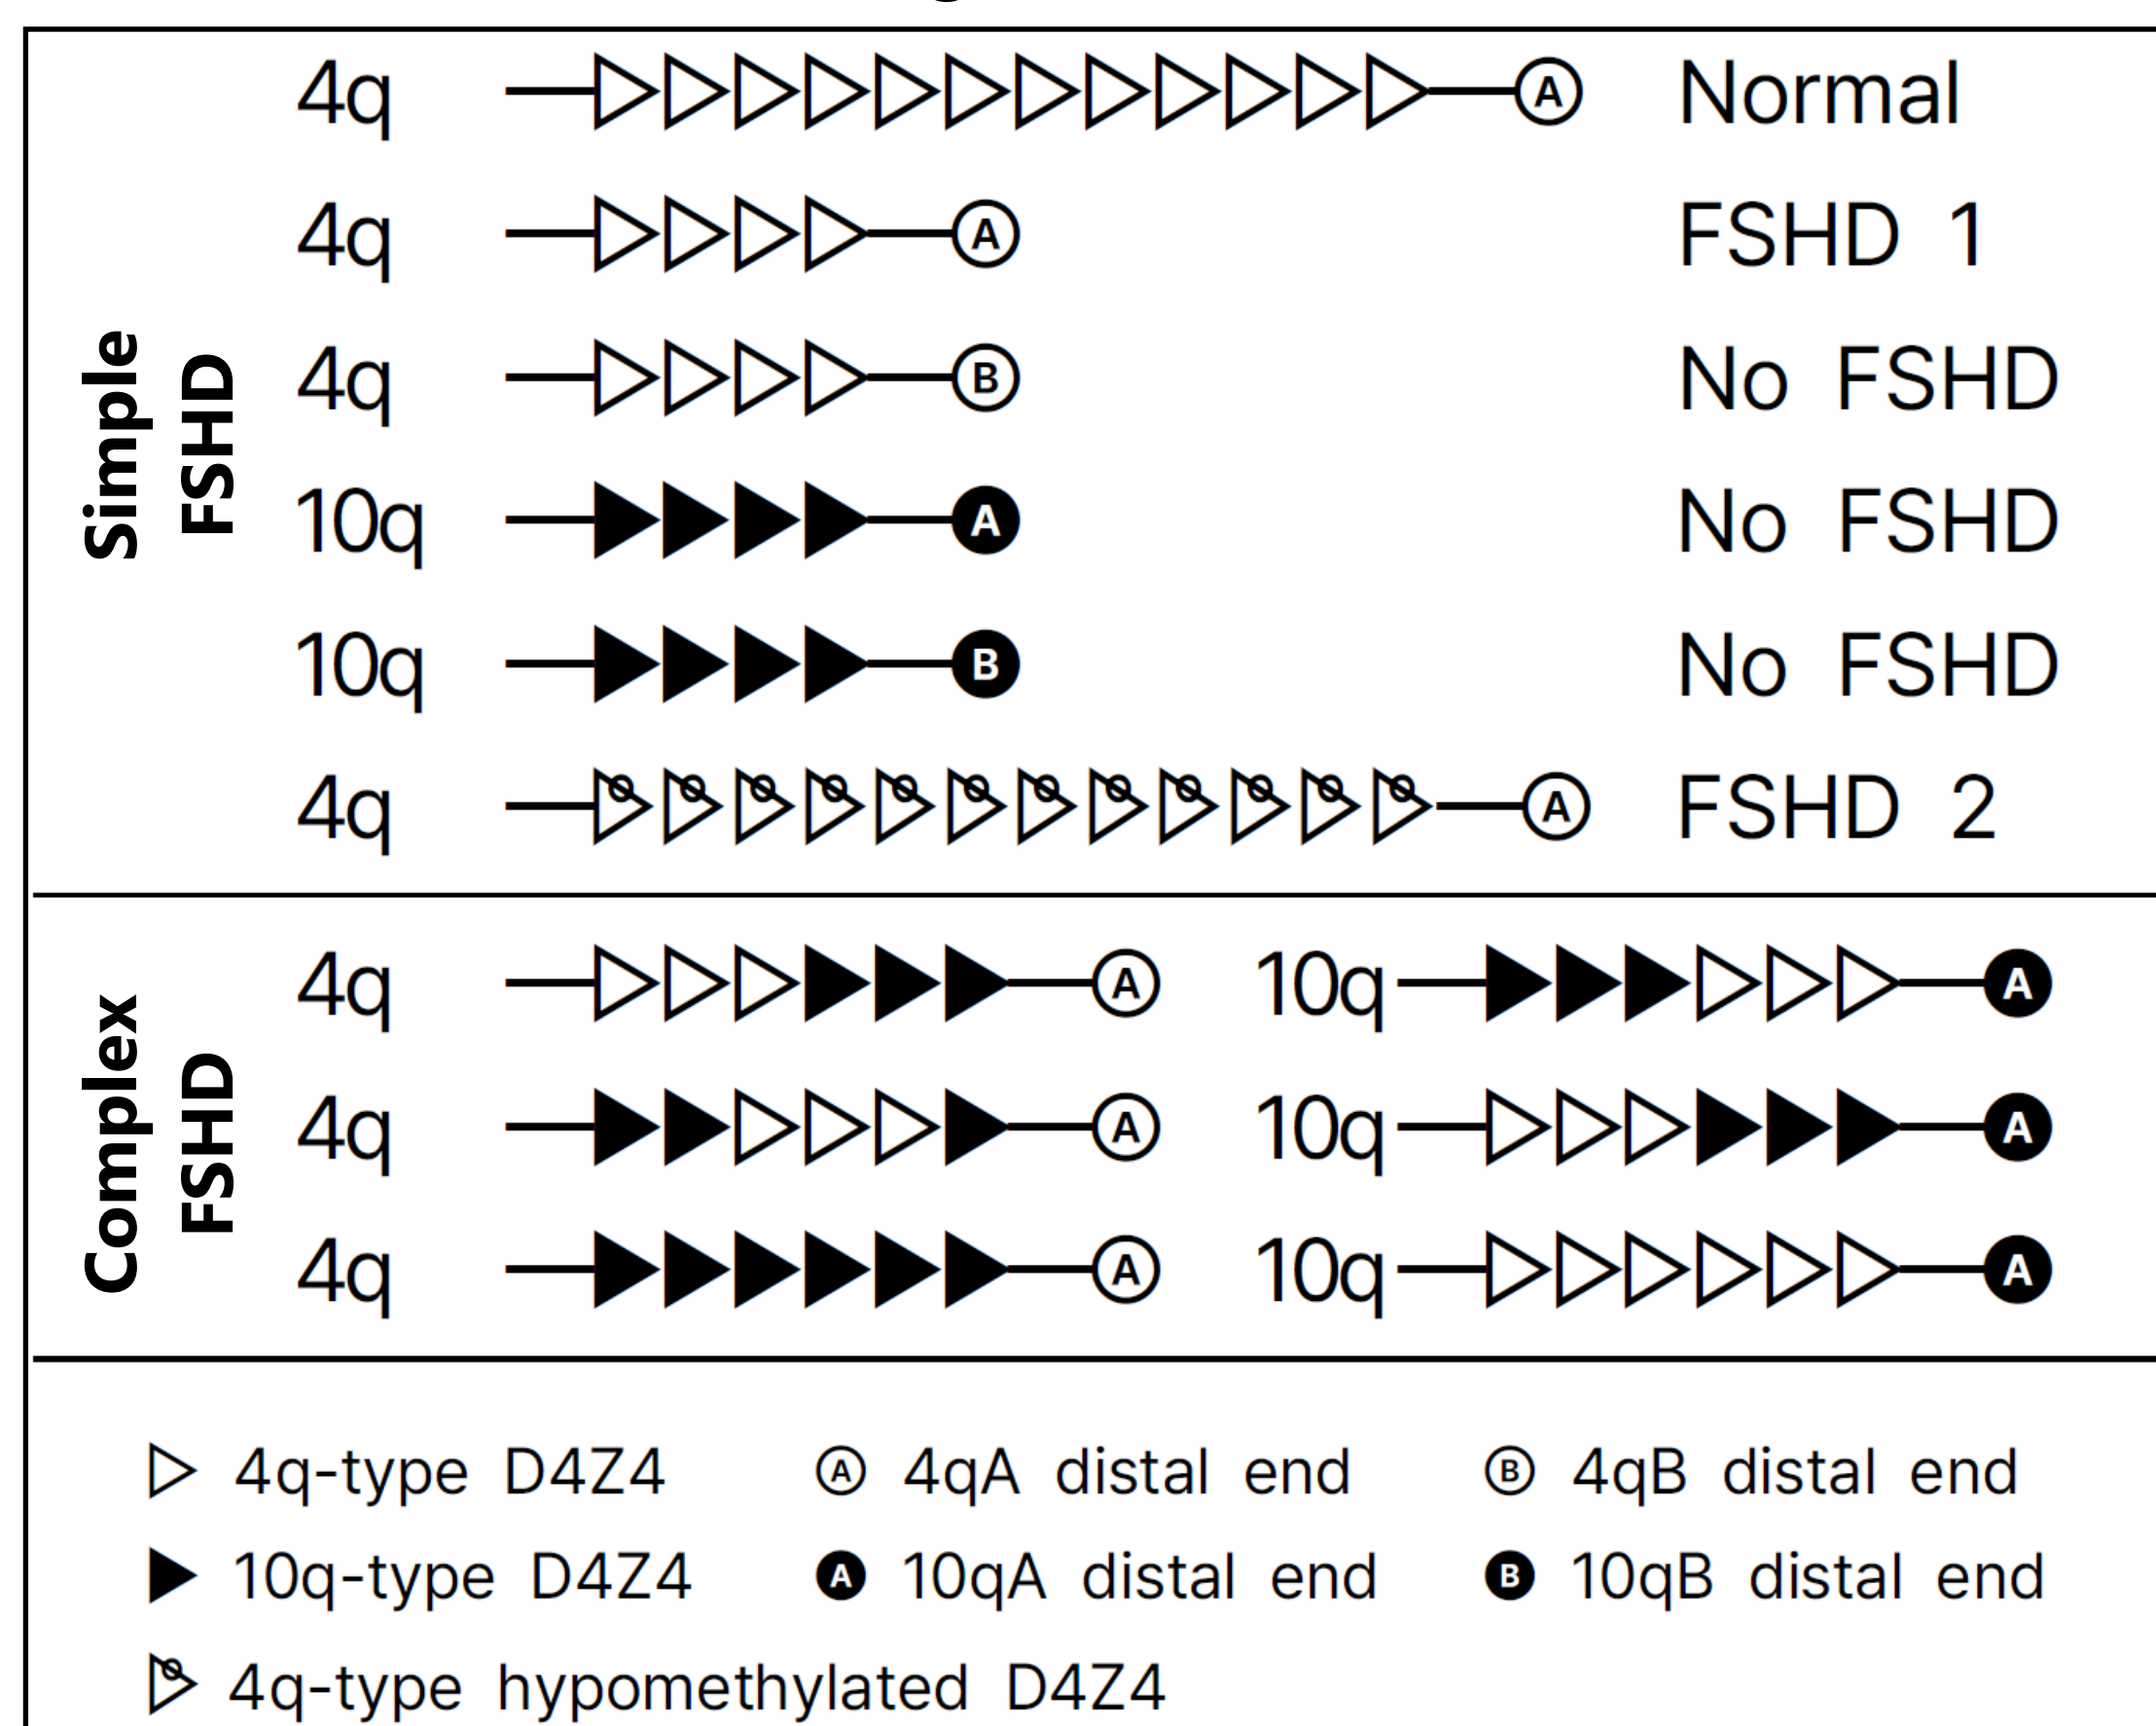 4q A Normal
4q A FSHD 1
4q B No FSHD
10q A No FSHD
10q B No FSHD
4q A FSHD 2
Simple
FSHD
4q A 10q A
4q A 10q A
4q A 10q A
Complex
FSHD
4q-type D4Z4 A 4qA distal end B 4qB distal end
10q-type D4Z4 A 10qA distal end B 10qB distal end
4q-type hypomethylated D4Z4